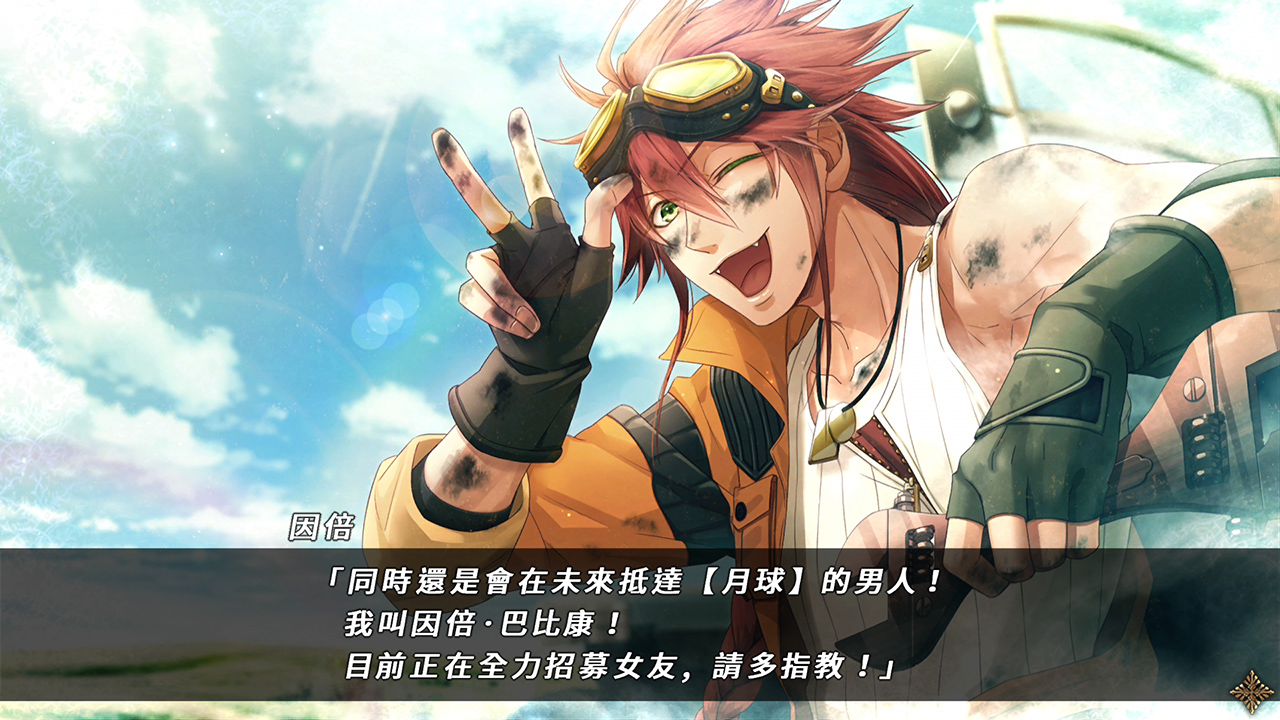 因倍
「同時還是會在未來抵達【月球】的男人！
我叫因倍·巴比康！
目前正在全力招募女友，請多指教！」